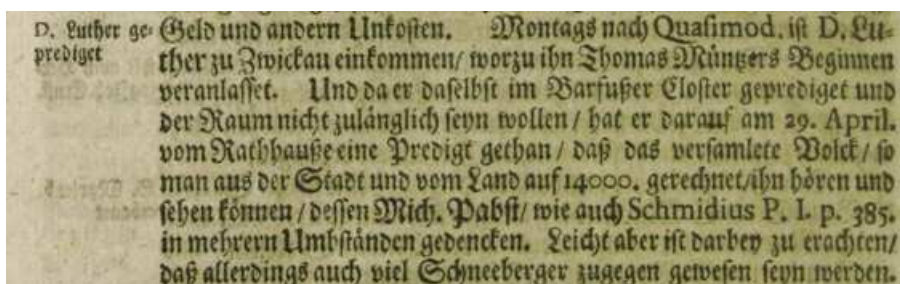 D. Luther ge-
prediget
Geld und andern Unkosten. Montags nach Quasimod. ist D. Lu-
ther zu Zwickau einkommen/ worzu ihn Thomas Müntzers Beginnen
veranlasset. Und da er daselbst im Barfußer Closter geprediget und
der Raum nicht zulänglich seyn wollen/ hat er darauf am 29. April.
vom Rathhauße eine Predigt gethan/ daß das versamlete Volck/ so
man aus der Stadt und vom Land auf 14000. gerechnet/ ihn hören und
sehen können/ dessen Mich. Pabst/ wie auch Schmidius P. I. p. 385.
in mehrern Umbständen gedencken. Leicht aber ist darbey zu erachten/
daß allerdings auch viel Schneeberger zugegen gewesen seyn werden.